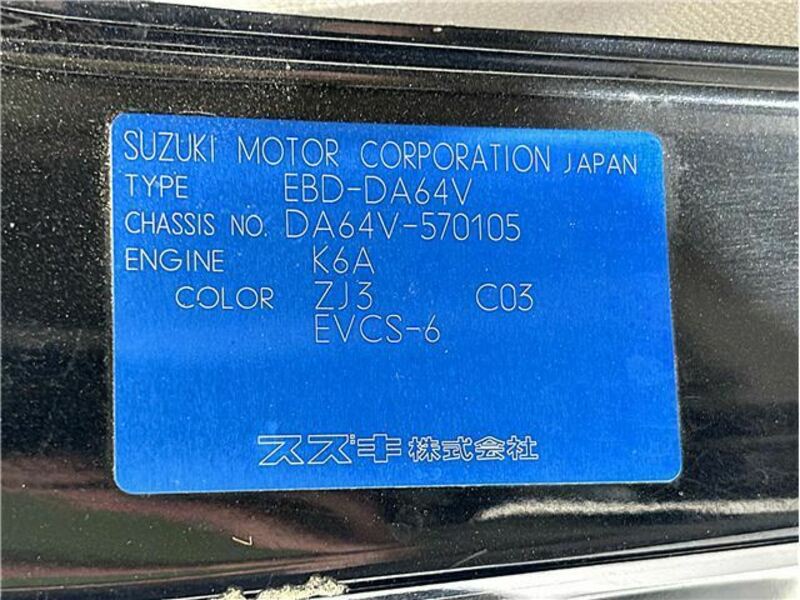 SUZUKI MOTOR CORPORATION JAPAN
TYPE EBD-DA64V
CHASSIS NO. DA64V-570105
ENGINE K6A
COLOR ZJ3 C03
EVCS-6
スズキ株式会社